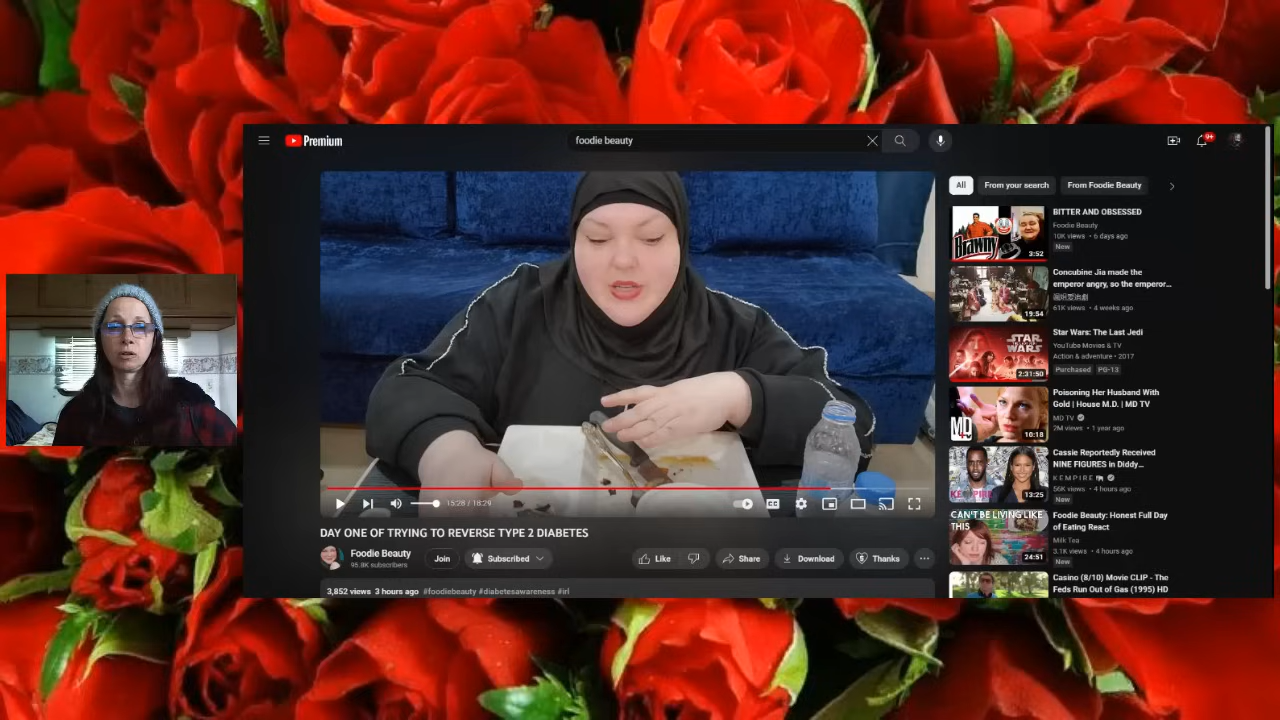 Premium
foodie beauty
9+
All
From your search
From Foodie Beauty
BITTER AND OBSESSED
Foodie Beauty
10K views • 6 days ago
New
Brawny
3:52
Concubine Jia made the
emperor angry, so the emperor...
61K views • 4 weeks ago
19:54
Star Wars: The Last Jedi
YouTube Movies & TV
Action & adventure • 2017
Purchased
PG-13
STAR
WARS
2:31:50
Poisoning Her Husband With
Gold | House M.D. | MD TV
MD TV
2M views • 1 year ago
MD
10:18
Cassie Reportedly Received
NINE FIGURES in Diddy...
KEMPIRE
56K views • 4 hours ago
New
13:25
CAN'T BE LIVING LIKE
THIS
Foodie Beauty: Honest Full Day
of Eating React
Milk Tea
3.1K views • 4 hours ago
New
24:51
Casino (8/10) Movie CLIP - The
Feds Run Out of Gas (1995) HD
15:28 / 18:29
CC
DAY ONE OF TRYING TO REVERSE TYPE 2 DIABETES
Foodie Beauty
95.8K subscribers
Join
Subscribed
Like
Share
Download
Thanks
3,852 views 3 hours ago #foodiebeauty #diabetesawareness #irl